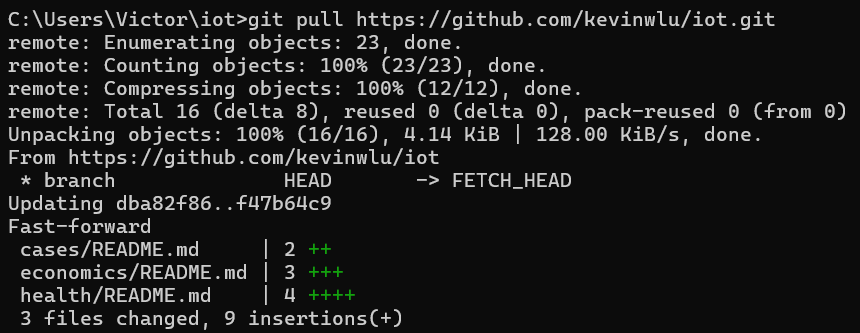 C:\Users\Victor\iot>git pull https://github.com/kevinwlu/iot.git
remote: Enumerating objects: 23, done.
remote: Counting objects: 100% (23/23), done.
remote: Compressing objects: 100% (12/12), done.
remote: Total 16 (delta 8), reused 0 (delta 0), pack-reused 0 (from 0)
Unpacking objects: 100% (16/16), 4.14 KiB | 128.00 KiB/s, done.
From https://github.com/kevinwlu/iot
 * branch              HEAD       -> FETCH_HEAD
Updating dba82f86..f47b64c9
Fast-forward
 cases/README.md     | 2 ++
 economics/README.md | 3 +++
 health/README.md    | 4 ++++
 3 files changed, 9 insertions(+)